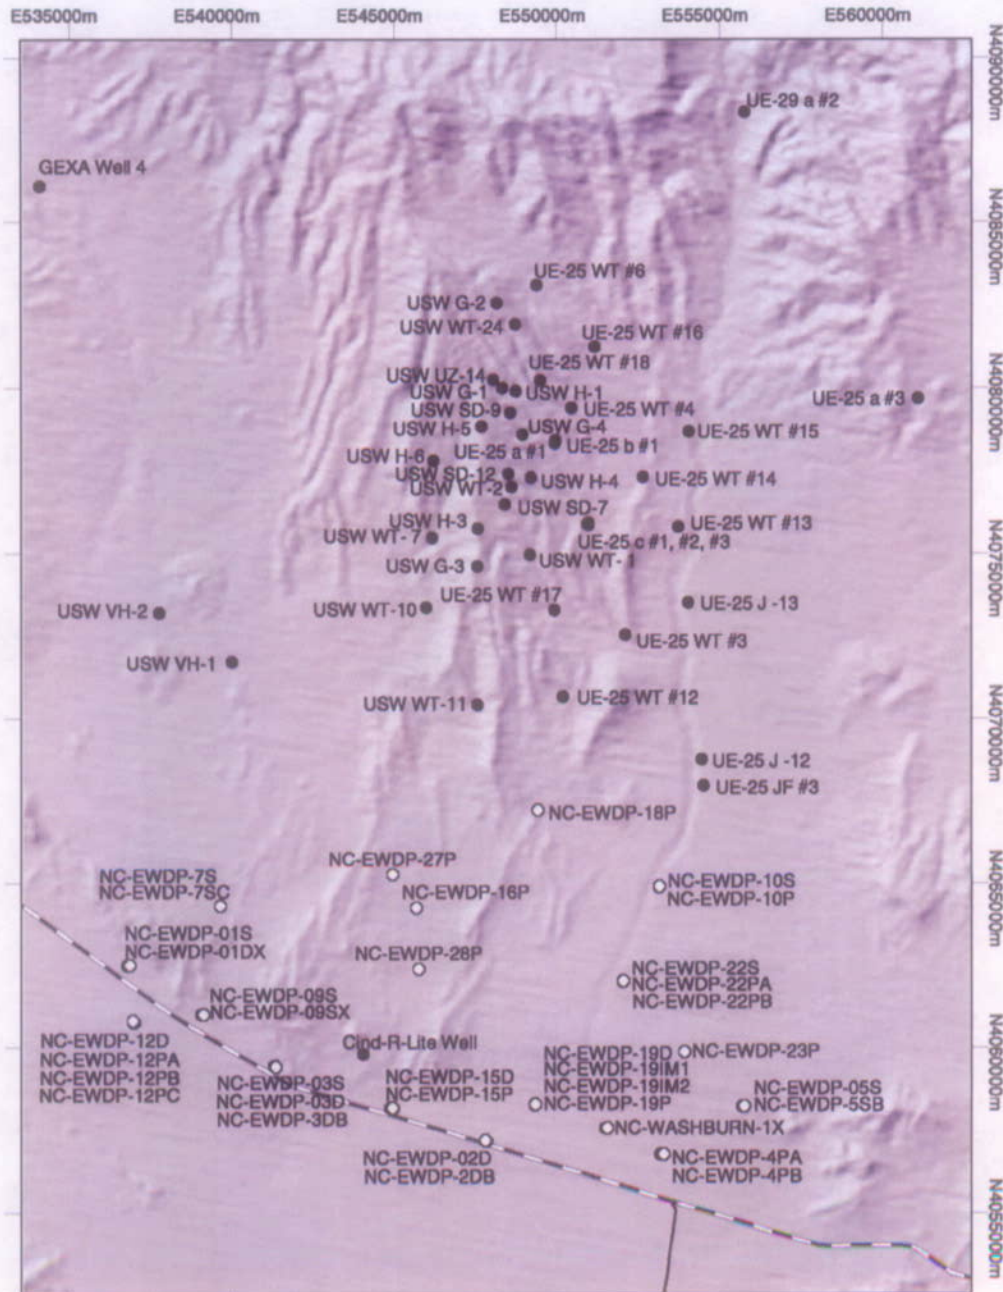 E535000m E540000m E545000m E550000m E555000m E560000m
N4090000m
UE-29 a #2
GEXA Well 4
N4085000m
UE-25 WT #6
USW G-2
USW WT-24
UE-25 WT #16
UE-25 WT #18
USW UZ-14
N4080000m
USW G-1
USW H-1
UE-25 a #3
USW SD-9
UE-25 WT #4
USW H-5
USW G-4
UE-25 WT #15
UE-25 a #1
UE-25 b #1
USW H-6
USW SD-12
USW H-4
UE-25 WT #14
USW WT-2
USW SD-7
USW H-3
UE-25 WT #13
USW WT- 7
UE-25 c #1, #2, #3
USW WT- 1
N4075000m
USW G-3
UE-25 WT #17
USW WT-10
UE-25 J -13
USW VH-2
UE-25 WT #3
USW VH-1
UE-25 WT #12
USW WT-11
N4070000m
UE-25 J -12
UE-25 JF #3
NC-EWDP-18P
NC-EWDP-27P
NC-EWDP-7S
NC-EWDP-7SC
NC-EWDP-16P
NC-EWDP-10S
NC-EWDP-10P
N4065000m
NC-EWDP-01S
NC-EWDP-01DX
NC-EWDP-28P
NC-EWDP-22S
NC-EWDP-22PA
NC-EWDP-22PB
NC-EWDP-09S
NC-EWDP-09SX
NC-EWDP-12D
NC-EWDP-12PA
NC-EWDP-12PB
NC-EWDP-12PC
Cind-R-Lite Well
N4060000m
NC-EWDP-23P
NC-EWDP-19D
NC-EWDP-19IM1
NC-EWDP-19IM2
NC-EWDP-19P
NC-EWDP-03S
NC-EWDP-03D
NC-EWDP-3DB
NC-EWDP-15D
NC-EWDP-15P
NC-EWDP-05S
NC-EWDP-5SB
NC-WASHBURN-1X
NC-EWDP-02D
NC-EWDP-2DB
NC-EWDP-4PA
NC-EWDP-4PB
N4055000m